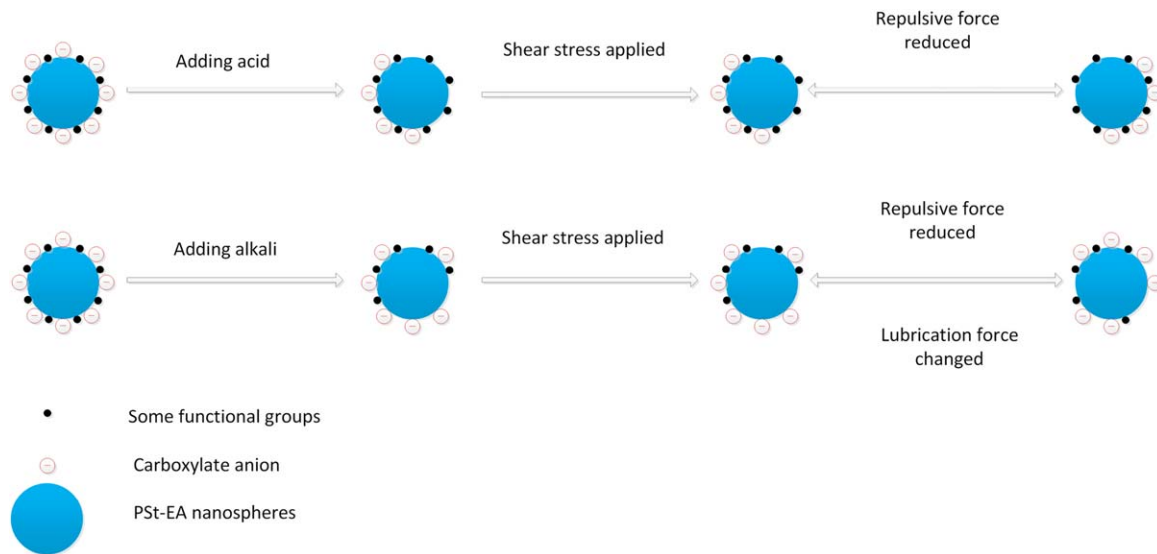 Adding acid
Shear stress applied
Repulsive force
reduced
Adding alkali
Shear stress applied
Repulsive force
reduced
Lubrication force
changed
Some functional groups
Carboxylate anion
PSt-EA nanospheres